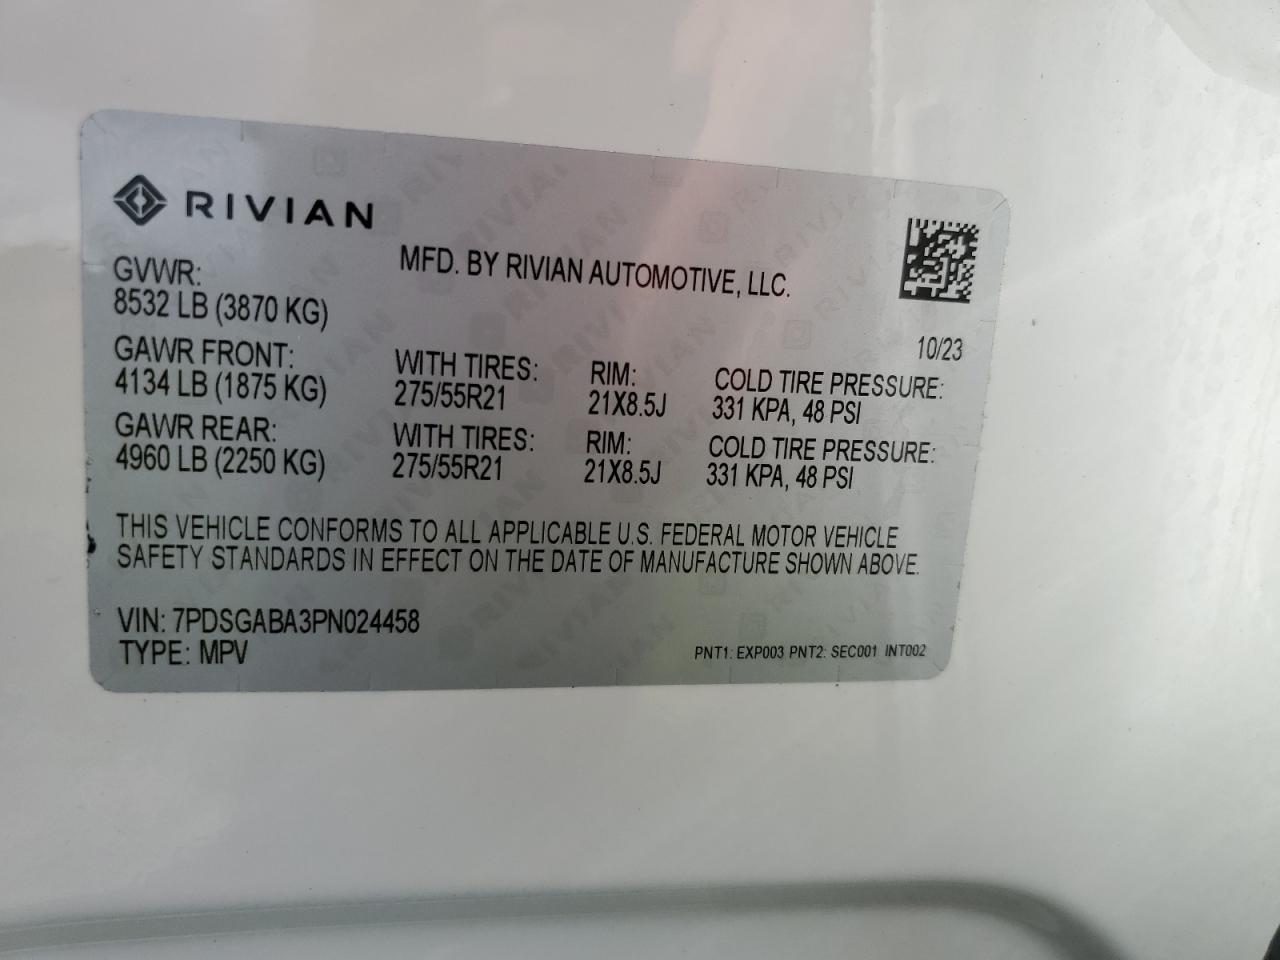 RIVIAN
MFD. BY RIVIAN AUTOMOTIVE, LLC.
GVWR:
8532 LB (3870 KG)
10/23
GAWR FRONT: WITH TIRES: RIM: COLD TIRE PRESSURE:
4134 LB (1875 KG) 275/55R21 21X8.5J 331 KPA, 48 PSI
GAWR REAR: WITH TIRES: RIM: COLD TIRE PRESSURE:
4960 LB (2250 KG) 275/55R21 21X8.5J 331 KPA, 48 PSI
THIS VEHICLE CONFORMS TO ALL APPLICABLE U.S. FEDERAL MOTOR VEHICLE
SAFETY STANDARDS IN EFFECT ON THE DATE OF MANUFACTURE SHOWN ABOVE.
VIN: 7PDSGABA3PN024458
TYPE: MPV
PNT1: EXP003 PNT2: SEC001 INT002